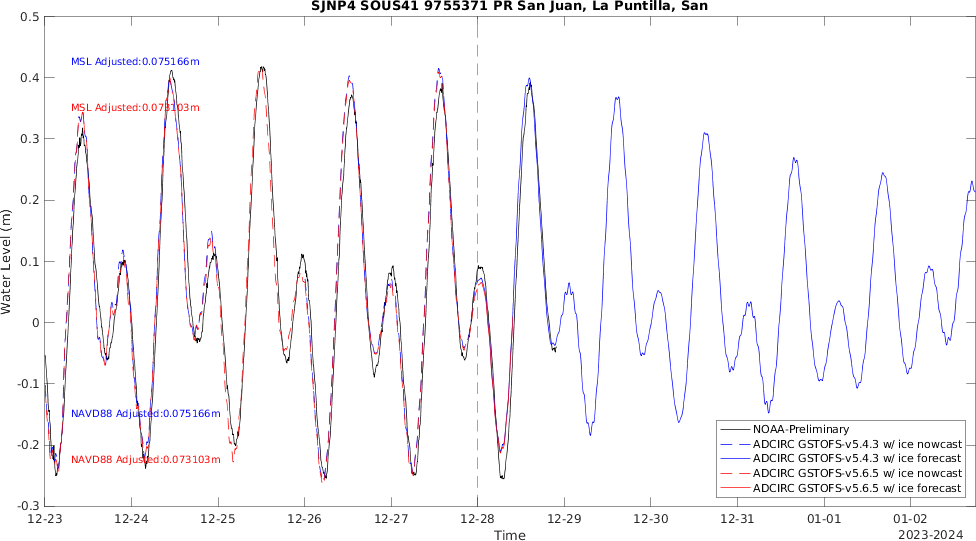 SJNP4 SOUS41 9755371 PR San Juan, La Puntilla, San
0.5
0.4
0.3
0.2
0.1
0
-0.1
-0.2
-0.3
Water Level (m)
MSL Adjusted:0.075166m
MSL Adjusted:0.073103m
NAVD88 Adjusted:0.075166m
NAVD88 Adjusted:0.073103m
NOAA-Preliminary
ADCIRC GSTOFS-v5.4.3 w/ ice nowcast
ADCIRC GSTOFS-v5.4.3 w/ ice forecast
ADCIRC GSTOFS-v5.6.5 w/ ice nowcast
ADCIRC GSTOFS-v5.6.5 w/ ice forecast
12-23 12-24 12-25 12-26 12-27 12-28 12-29 12-30 12-31 01-01 01-02
2023-2024
Time